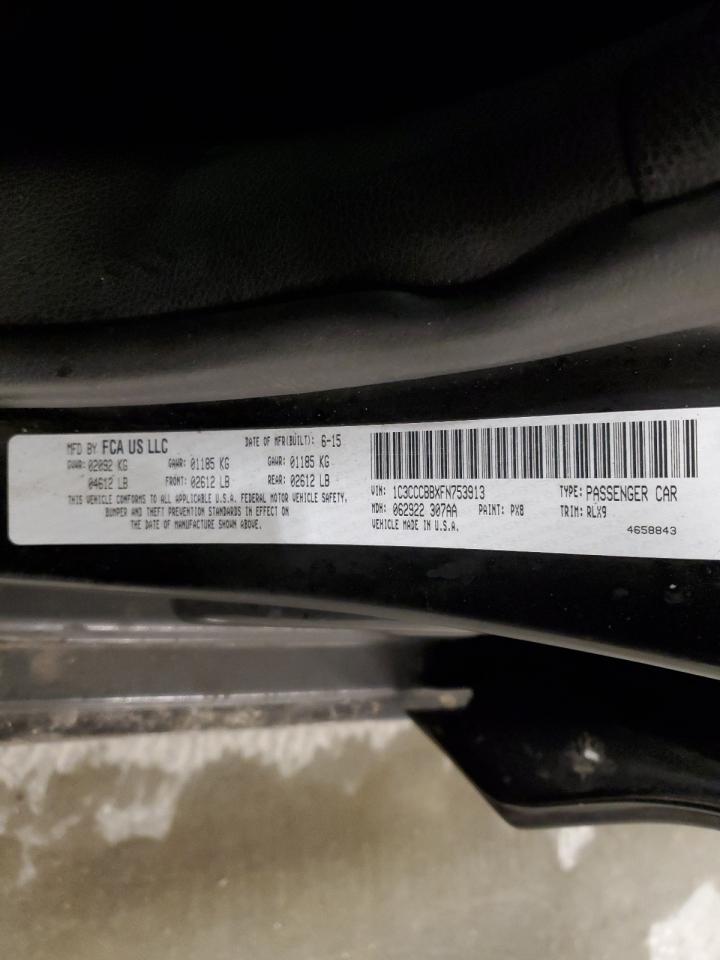 MFD BY FCA US LLC DATE OF MFR(BUILT): 6-15
GVWR: 02092 KG GAWR: 01185 KG GAWR: 01185 KG
04612 LB FRONT: 02612 LB REAR: 02612 LB
THIS VEHICLE CONFORMS TO ALL APPLICABLE U.S.A. FEDERAL MOTOR VEHICLE SAFETY,
BUMPER AND THEFT PREVENTION STANDARDS IN EFFECT ON
THE DATE OF MANUFACTURE SHOWN ABOVE.
VIN: 1C3CCCBBXFN753913 TYPE: PASSENGER CAR
MDH: 062922 307AA PAINT: PX8 TRIM: RLX9
VEHICLE MADE IN U.S.A. 4658843